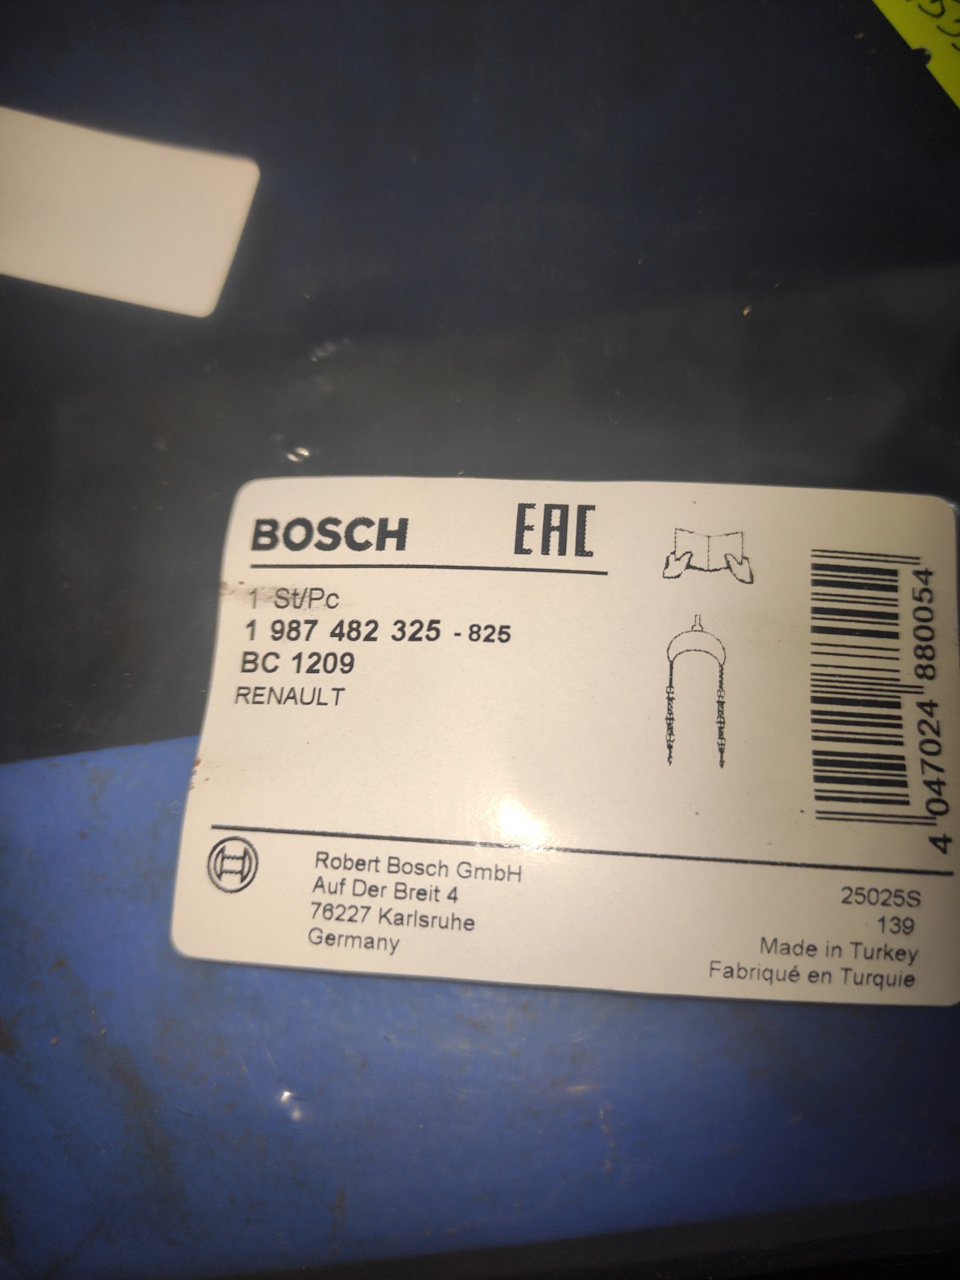 BOSCH
EAC
1 St/Pc
1 987 482 325 - 825
BC 1209
RENAULT
4 047024 880054
Robert Bosch GmbH
Auf Der Breit 4
76227 Karlsruhe
Germany
25025S
139
Made in Turkey
Fabriqué en Turquie